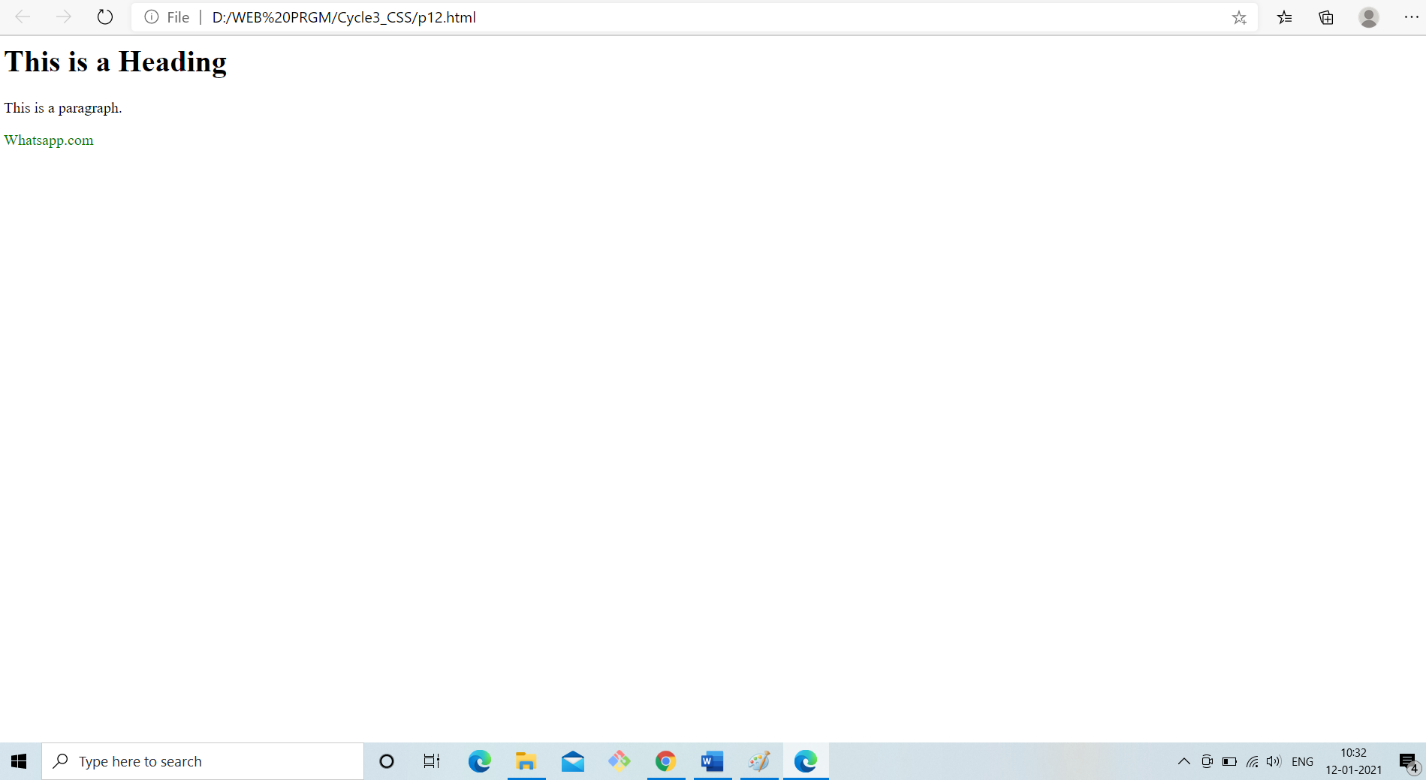 File | D:/WEB%20PRGM/Cycle3_CSS/p12.html
This is a Heading
This is a paragraph.
Whatsapp.com
Type here to search
W
ENG
10:32
12-01-2021
4